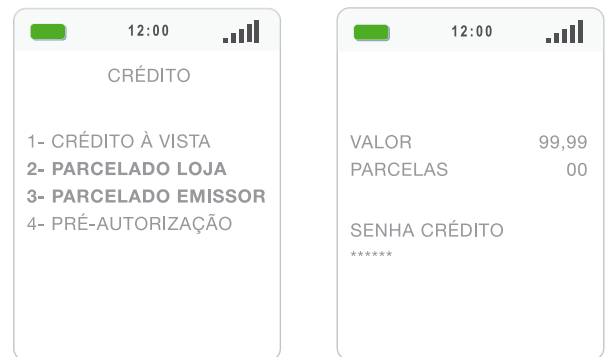 12:00
CRÉDITO
1- CRÉDITO À VISTA
2- PARCELADO LOJA
3- PARCELADO EMISSOR
4- PRÉ-AUTORIZAÇÃO
12:00
VALOR 99,99
PARCELAS 00
SENHA CRÉDITO
******